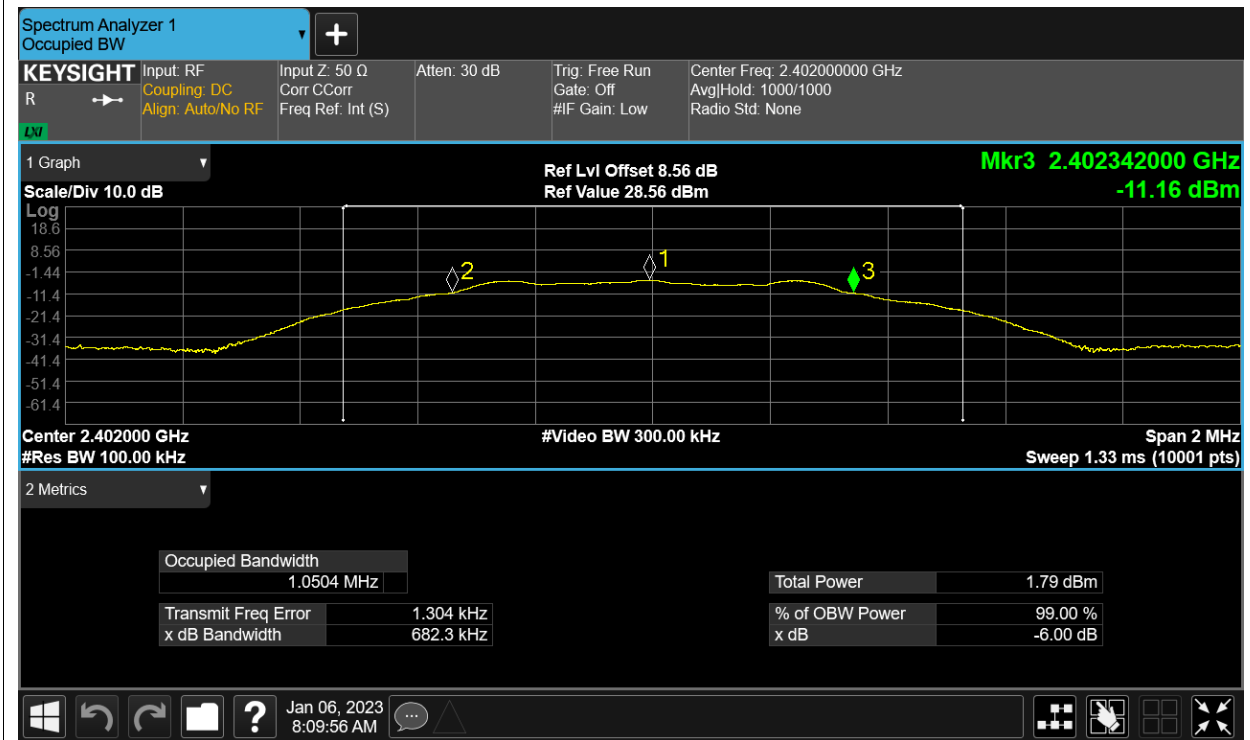 Spectrum Analyzer 1
Occupied BW
+
KEYSIGHT
R
LXI
Input: RF
Coupling: DC
Align: Auto/No RF
Input Z: 50 Ω
Corr CCorr
Freq Ref: Int (S)
Atten: 30 dB
Trig: Free Run
Gate: Off
#IF Gain: Low
Center Freq: 2.402000000 GHz
Avg|Hold: 1000/1000
Radio Std: None
1 Graph
Scale/Div 10.0 dB
Ref Lvl Offset 8.56 dB
Ref Value 28.56 dBm
Mkr3 2.402342000 GHz
-11.16 dBm
Log
18.6
8.56
-1.44
-11.4
-21.4
-31.4
-41.4
-51.4
-61.4
2
1
3
Center 2.402000 GHz
#Video BW 300.00 kHz
Span 2 MHz
#Res BW 100.00 kHz
Sweep 1.33 ms (10001 pts)
2 Metrics
Occupied Bandwidth
1.0504 MHz
Total Power 1.79 dBm
Transmit Freq Error 1.304 kHz
% of OBW Power 99.00 %
x dB Bandwidth 682.3 kHz
x dB -6.00 dB
?
Jan 06, 2023
8:09:56 AM